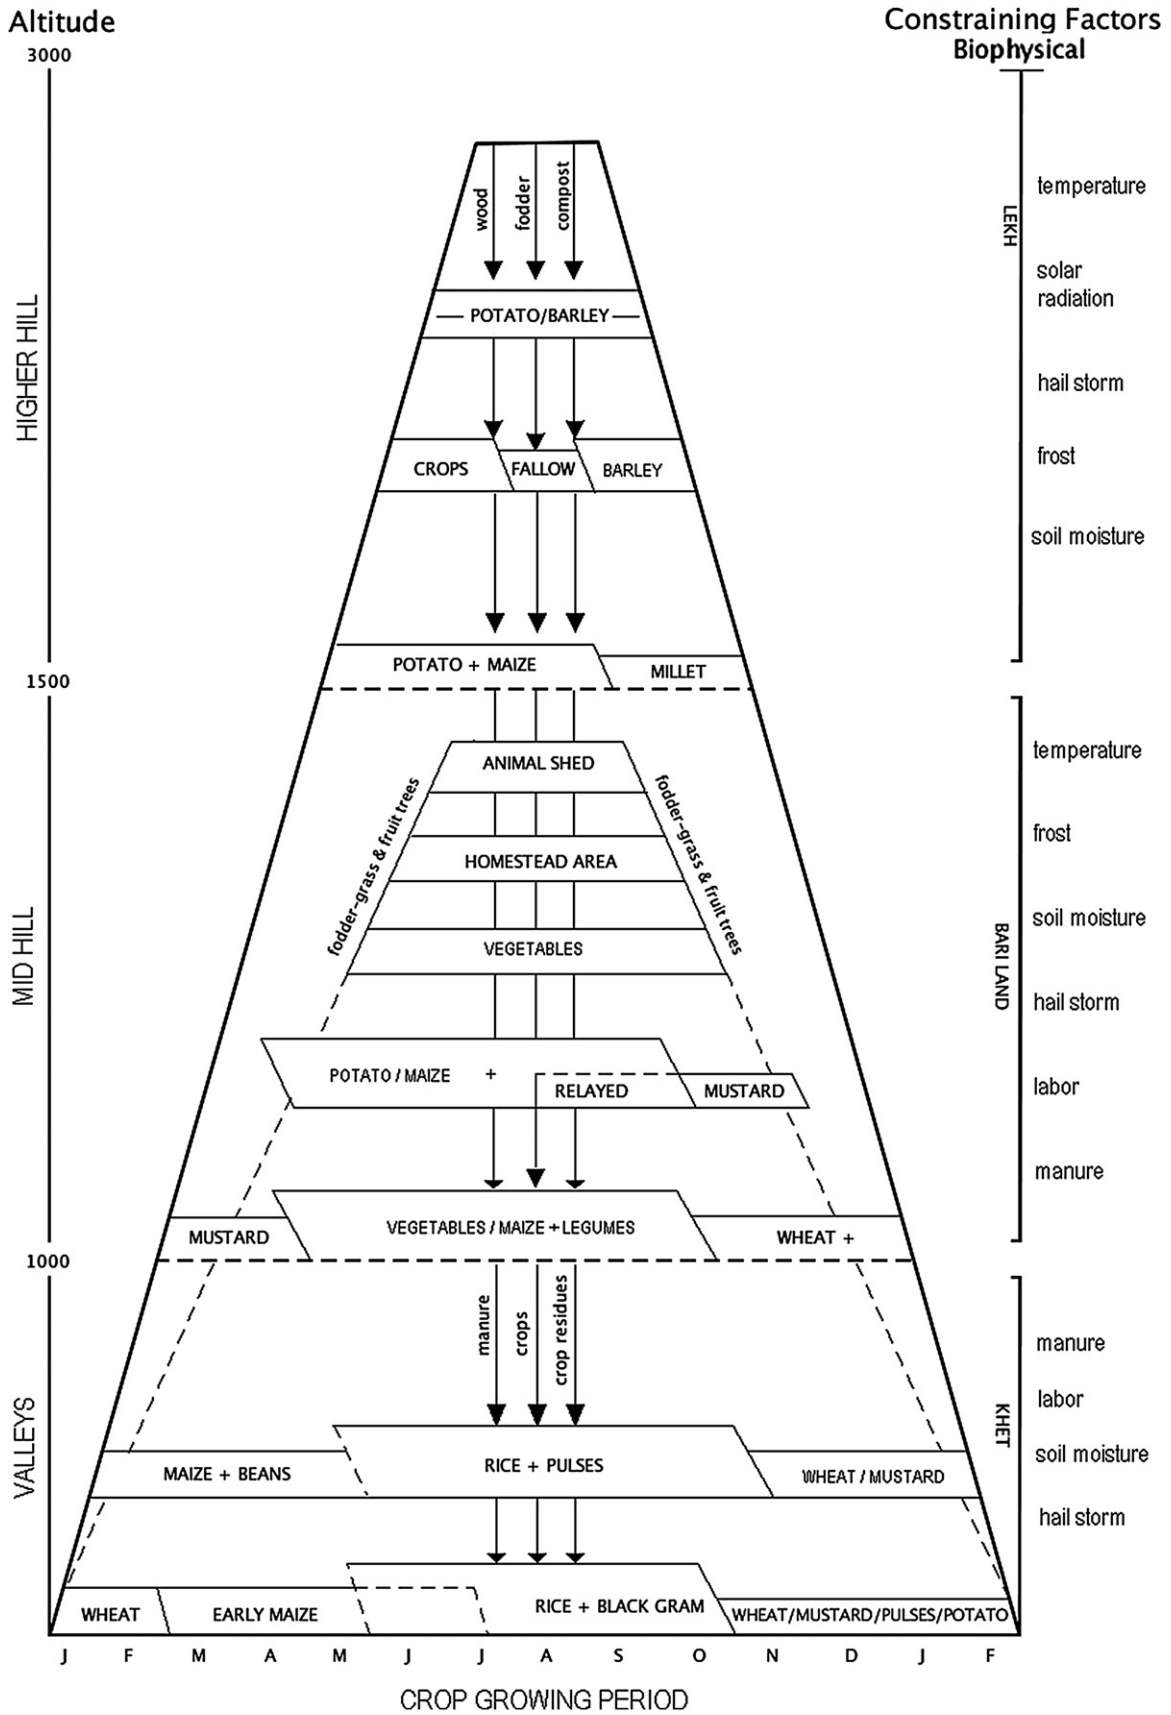 Altitude
Constraining Factors
Biophysical
3000
wood
fodder
compost
temperature
LEKH
solar
radiation
HIGHER HILL
POTATO/BARLEY
hail storm
CROPS
FALLOW
BARLEY
frost
soil moisture
POTATO + MAIZE
MILLET
1500
ANIMAL SHED
temperature
fodder-grass & fruit trees
fodder-grass & fruit trees
frost
HOMESTEAD AREA
MID HILL
VEGETABLES
soil moisture
BARI LAND
hail storm
POTATO / MAIZE +
RELAYED
MUSTARD
labor
manure
MUSTARD
VEGETABLES / MAIZE + LEGUMES
WHEAT +
1000
manure
crops
crop residues
manure
labor
VALLEYS
KHET
MAIZE + BEANS
RICE + PULSES
WHEAT / MUSTARD
soil moisture
hail storm
WHEAT
EARLY MAIZE
RICE + BLACK GRAM
WHEAT/MUSTARD/PULSES/POTATO
J F M A M J J A S O N D J F
CROP GROWING PERIOD